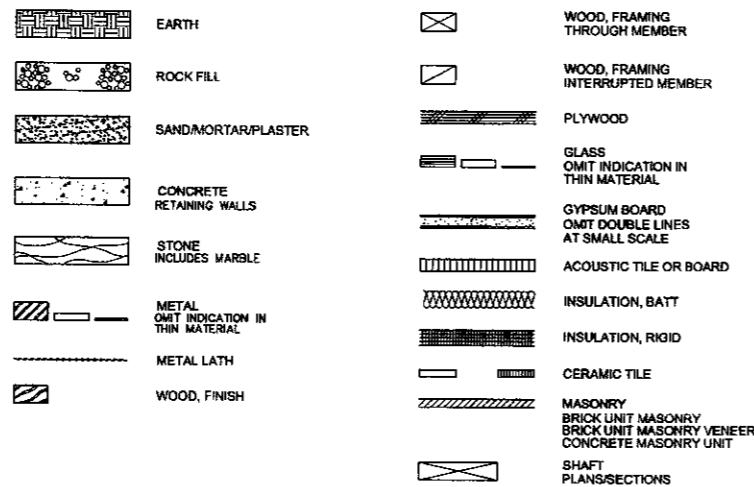 EARTH
ROCK FILL
SAND/MORTAR/PLASTER
CONCRETE
RETAINING WALLS
STONE
INCLUDES MARBLE
METAL
OMIT INDICATION IN
THIN MATERIAL
METAL LATH
WOOD, FINISH
WOOD, FRAMING
THROUGH MEMBER
WOOD, FRAMING
INTERRUPTED MEMBER
PLYWOOD
GLASS
OMIT INDICATION IN
THIN MATERIAL
GYPSUM BOARD
OMIT DOUBLE LINES
AT SMALL SCALE
ACOUSTIC TILE OR BOARD
INSULATION, BATT
INSULATION, RIGID
CERAMIC TILE
MASONRY
BRICK UNIT MASONRY
BRICK UNIT MASONRY VENEER
CONCRETE MASONRY UNIT
SHAFT
PLANS/SECTIONS